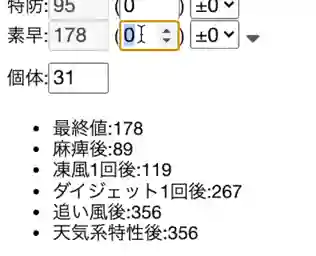 特防:95 (0 ) ±0
素早:178 (0 ) ±0
個体:31
• 最終値:178
• 麻痺後:89
• 凍風1回後:119
• ダイジェット1回後:267
• 追い風後:356
• 天気系特性後:356